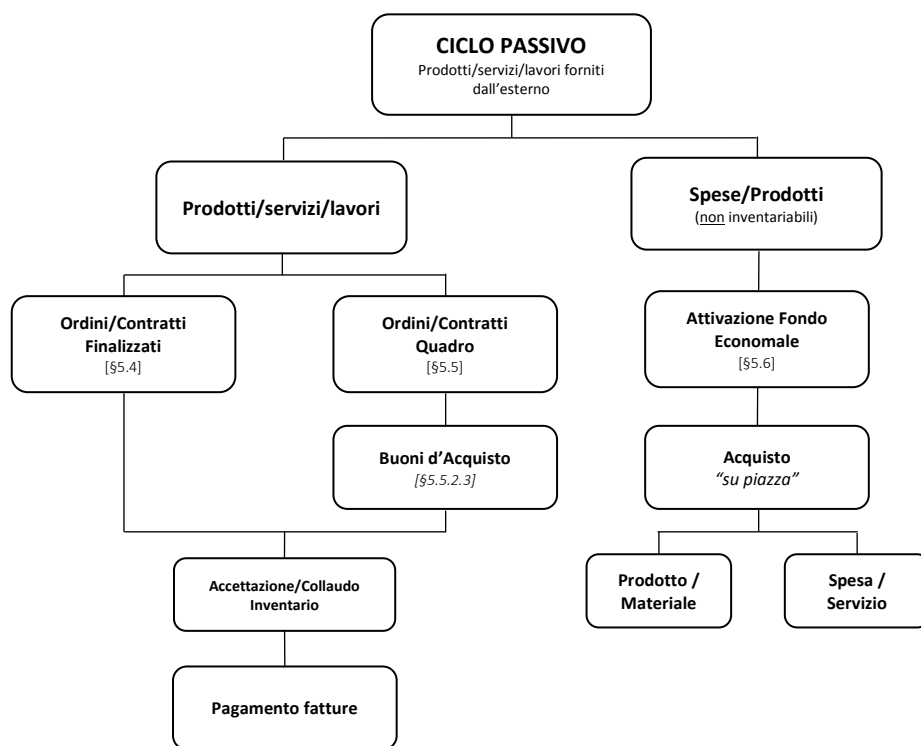 CICLO PASSIVO
Prodotti/servizi/lavori forniti
dall’esterno
Prodotti/servizi/lavori
Spese/Prodotti
(non inventariabili)
Ordini/Contratti
Finalizzati
[§5.4]
Ordini/Contratti
Quadro
[§5.5]
Attivazione Fondo
Economale
[§5.6]
Buoni d’Acquisto
[§5.5.2.3]
Acquisto
“su piazza”
Accettazione/Collaudo
Inventario
Prodotto /
Materiale
Spesa /
Servizio
Pagamento fatture